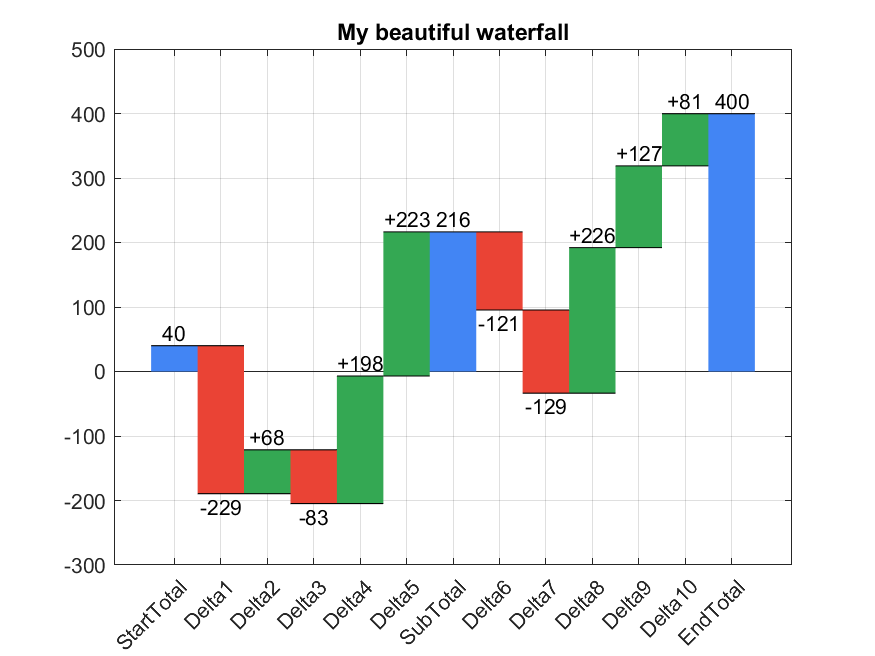 My beautiful waterfall
500
400
300
200
100
0
-100
-200
-300
40
-229
+68
-83
+198
+223
216
-121
-129
+226
+127
+81
400
StartTotal
Delta1
Delta2
Delta3
Delta4
Delta5
SubTotal
Delta6
Delta7
Delta8
Delta9
Delta10
EndTotal